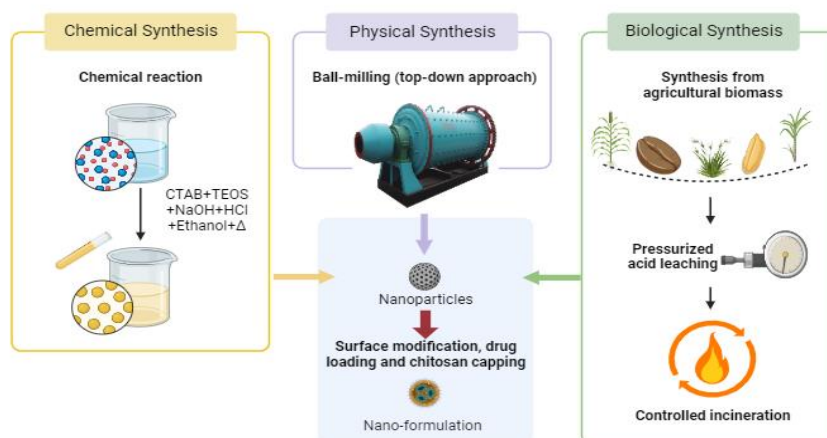 Chemical Synthesis
Chemical reaction
CTAB+TEOS
+NaOH+HCl
+Ethanol+Δ
Physical Synthesis
Ball-milling (top-down approach)
Nanoparticles
Surface modification, drug
loading and chitosan capping
Nano-formulation
Biological Synthesis
Synthesis from
agricultural biomass
Pressurized
acid leaching
Controlled incineration